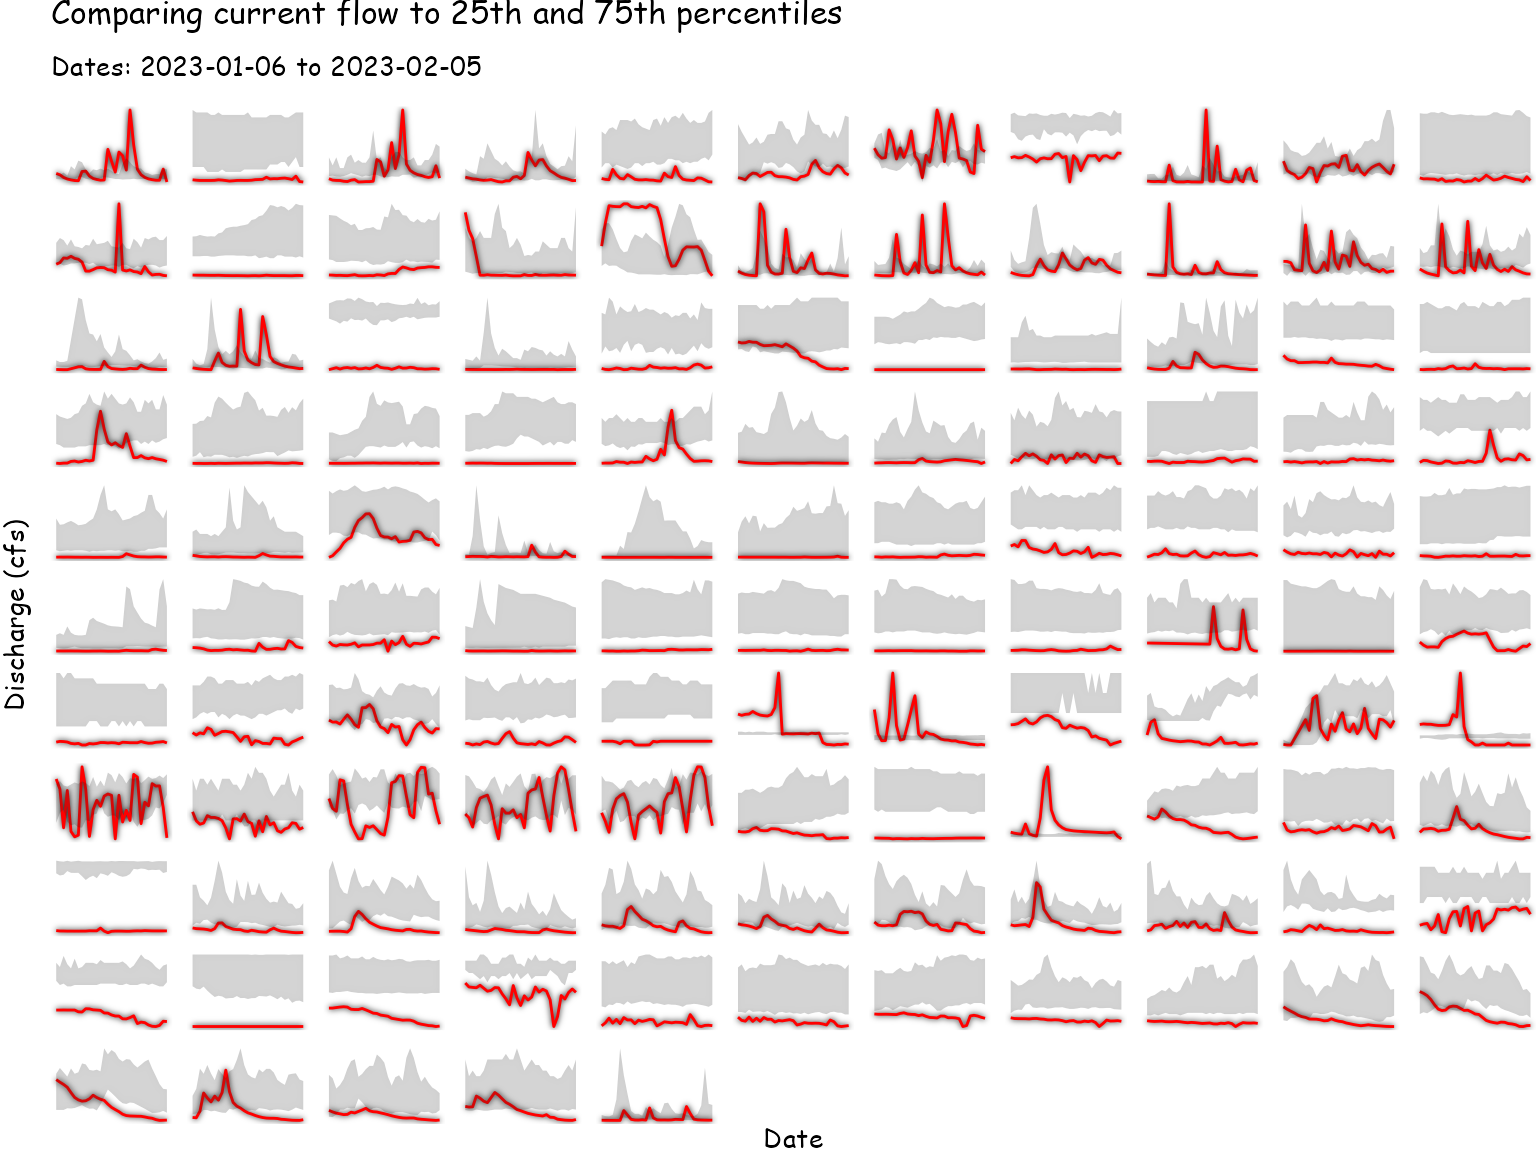 Comparing current flow to 25th and 75th percentiles
Dates: 2023-01-06 to 2023-02-05
Discharge (cfs)
Date